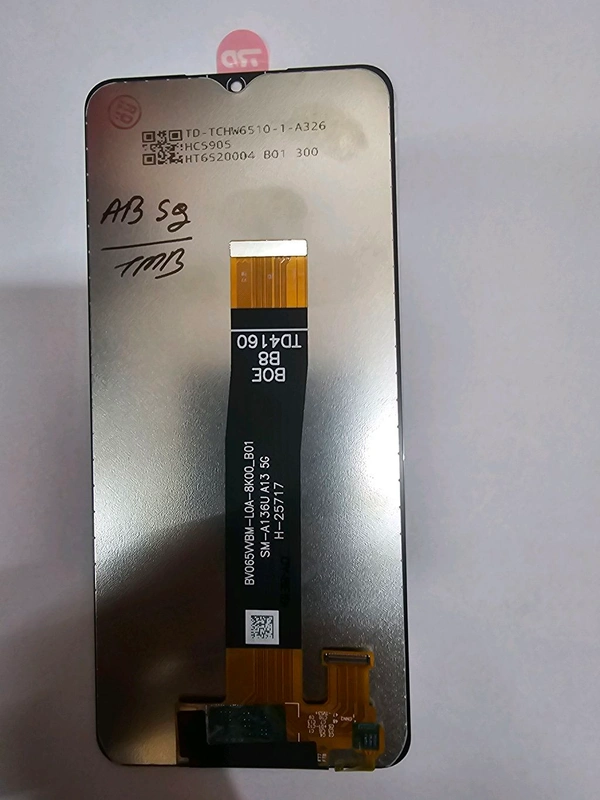 TD-TCHW6510-1-A326
HC5905
HT6520004 B01 300
AB 5g
TMB
TD4160
B8
BOE
BV065WBM-L0A-8K00_B01
SM-A136U A13 5G
H-25717